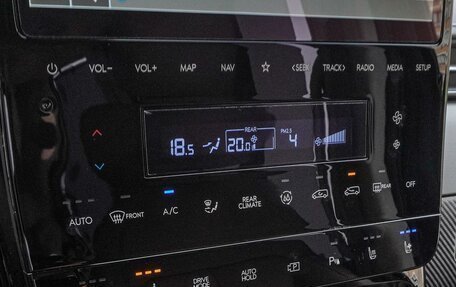 VOL- VOL+ MAP NAV ☆ <SEEK TRACK> RADIO MEDIA SETUP
REAR PM2.5
18.5 20.0 4
AUTO FRONT A/C REAR CLIMATE REAR OFF
DRIVE MODE AUTO HOLD P P